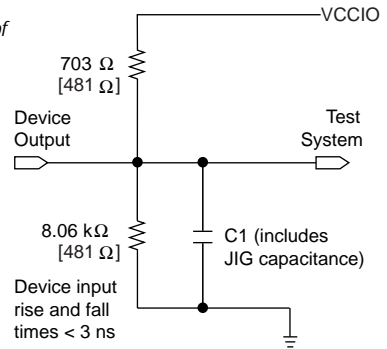 of
VCCIO
703 Ω
[481 Ω]
Device
Output
Test
System
8.06 kΩ
[481 Ω]
C1 (includes
JIG capacitance)
Device input
rise and fall
times < 3 ns